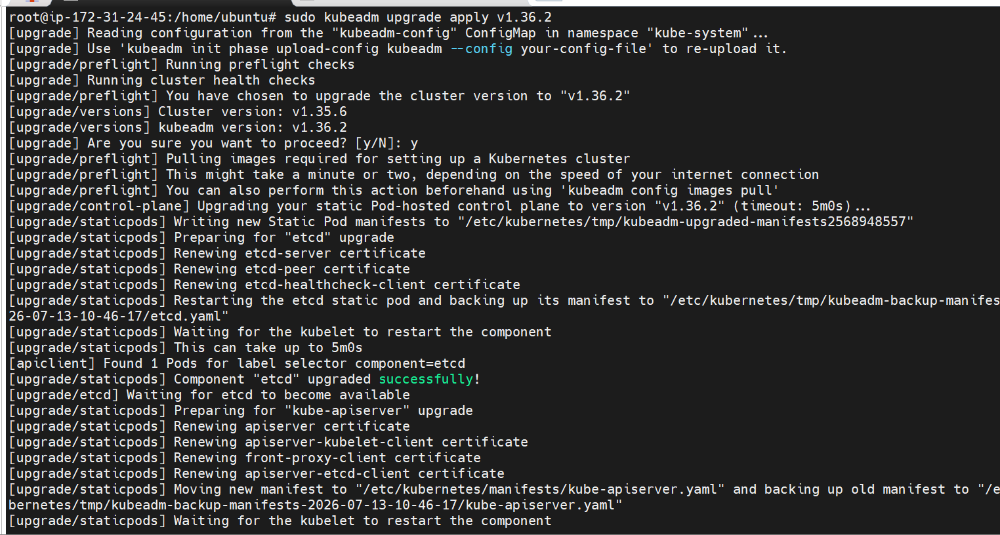 root@ip-172-31-24-45:/home/ubuntu# sudo kubeadm upgrade apply v1.36.2
[upgrade] Reading configuration from the "kubeadm-config" ConfigMap in namespace "kube-system"...
[upgrade] Use 'kubeadm init phase upload-config kubeadm --config your-config-file' to re-upload it.
[upgrade/preflight] Running preflight checks
[upgrade] Running cluster health checks
[upgrade/preflight] You have chosen to upgrade the cluster version to "v1.36.2"
[upgrade/versions] Cluster version: v1.35.6
[upgrade/versions] kubeadm version: v1.36.2
[upgrade] Are you sure you want to proceed? [y/N]: y
[upgrade/preflight] Pulling images required for setting up a Kubernetes cluster
[upgrade/preflight] This might take a minute or two, depending on the speed of your internet connection
[upgrade/preflight] You can also perform this action beforehand using 'kubeadm config images pull'
[upgrade/control-plane] Upgrading your static Pod-hosted control plane to version "v1.36.2" (timeout: 5m0s)...
[upgrade/staticpods] Writing new Static Pod manifests to "/etc/kubernetes/tmp/kubeadm-upgraded-manifests2568948557"
[upgrade/staticpods] Preparing for "etcd" upgrade
[upgrade/staticpods] Renewing etcd-server certificate
[upgrade/staticpods] Renewing etcd-peer certificate
[upgrade/staticpods] Renewing etcd-healthcheck-client certificate
[upgrade/staticpods] Restarting the etcd static pod and backing up its manifest to "/etc/kubernetes/tmp/kubeadm-backup-manifes
26-07-13-10-46-17/etcd.yaml"
[upgrade/staticpods] Waiting for the kubelet to restart the component
[upgrade/staticpods] This can take up to 5m0s
[apiclient] Found 1 Pods for label selector component=etcd
[upgrade/staticpods] Component "etcd" upgraded successfully!
[upgrade/etcd] Waiting for etcd to become available
[upgrade/staticpods] Preparing for "kube-apiserver" upgrade
[upgrade/staticpods] Renewing apiserver certificate
[upgrade/staticpods] Renewing apiserver-kubelet-client certificate
[upgrade/staticpods] Renewing front-proxy-client certificate
[upgrade/staticpods] Renewing apiserver-etcd-client certificate
[upgrade/staticpods] Moving new manifest to "/etc/kubernetes/manifests/kube-apiserver.yaml" and backing up old manifest to "/e
bernetes/tmp/kubeadm-backup-manifests-2026-07-13-10-46-17/kube-apiserver.yaml"
[upgrade/staticpods] Waiting for the kubelet to restart the component